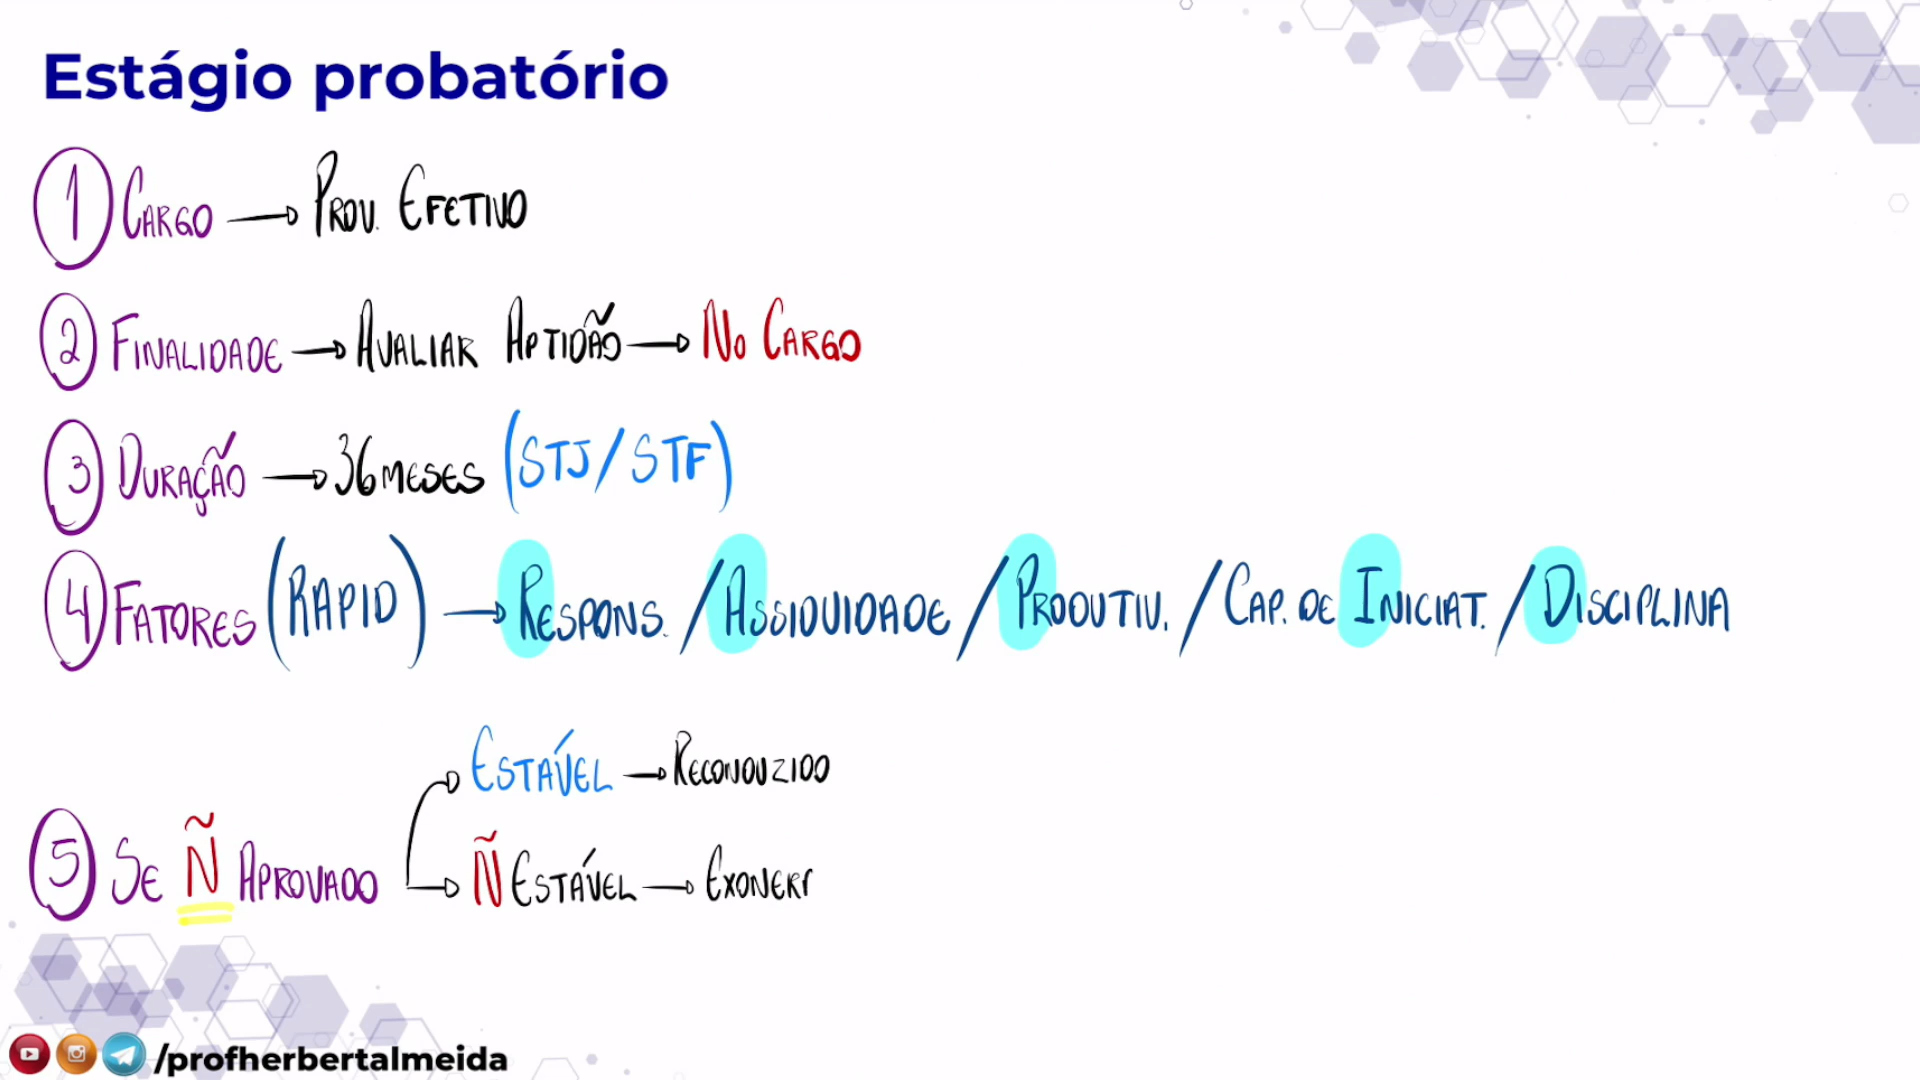 Estágio probatório
1 CARGO → PROV. EFETIVO
2 FINALIDADE → AVALIAR APTIDÃO → NO CARGO
3 DURAÇÃO → 36 MESES (STJ/STF)
4 FATORES (RAPID) → RESPONS. / ASSIDUIDADE / PRODUTIV. / CAP. DE INICIAT. / DISCIPLINA
ESTÁVEL → RECONDUZIDO
5 SE Ñ APROVADO
Ñ ESTÁVEL → EXONERr
/profherbertalmeida